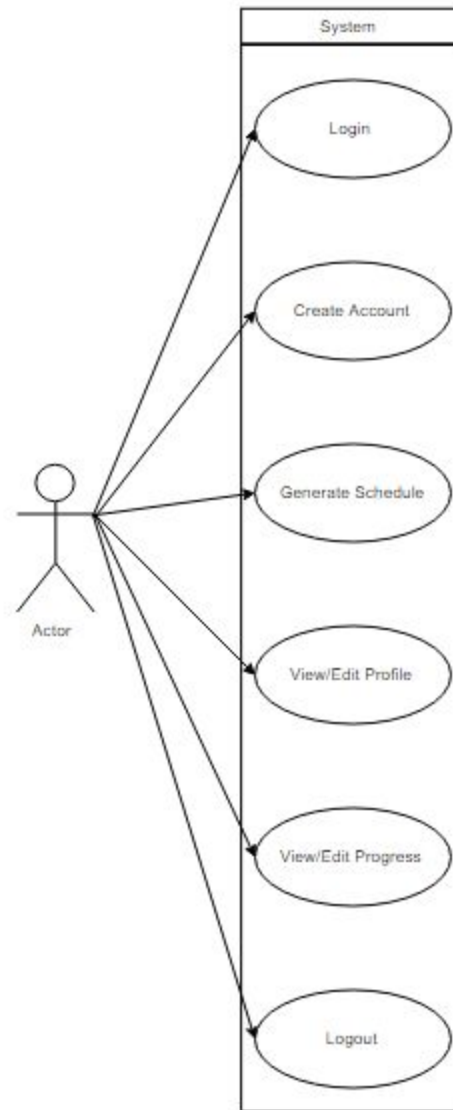 System
Login
Create Account
Generate Schedule
Actor
View/Edit Profile
View/Edit Progress
Logout